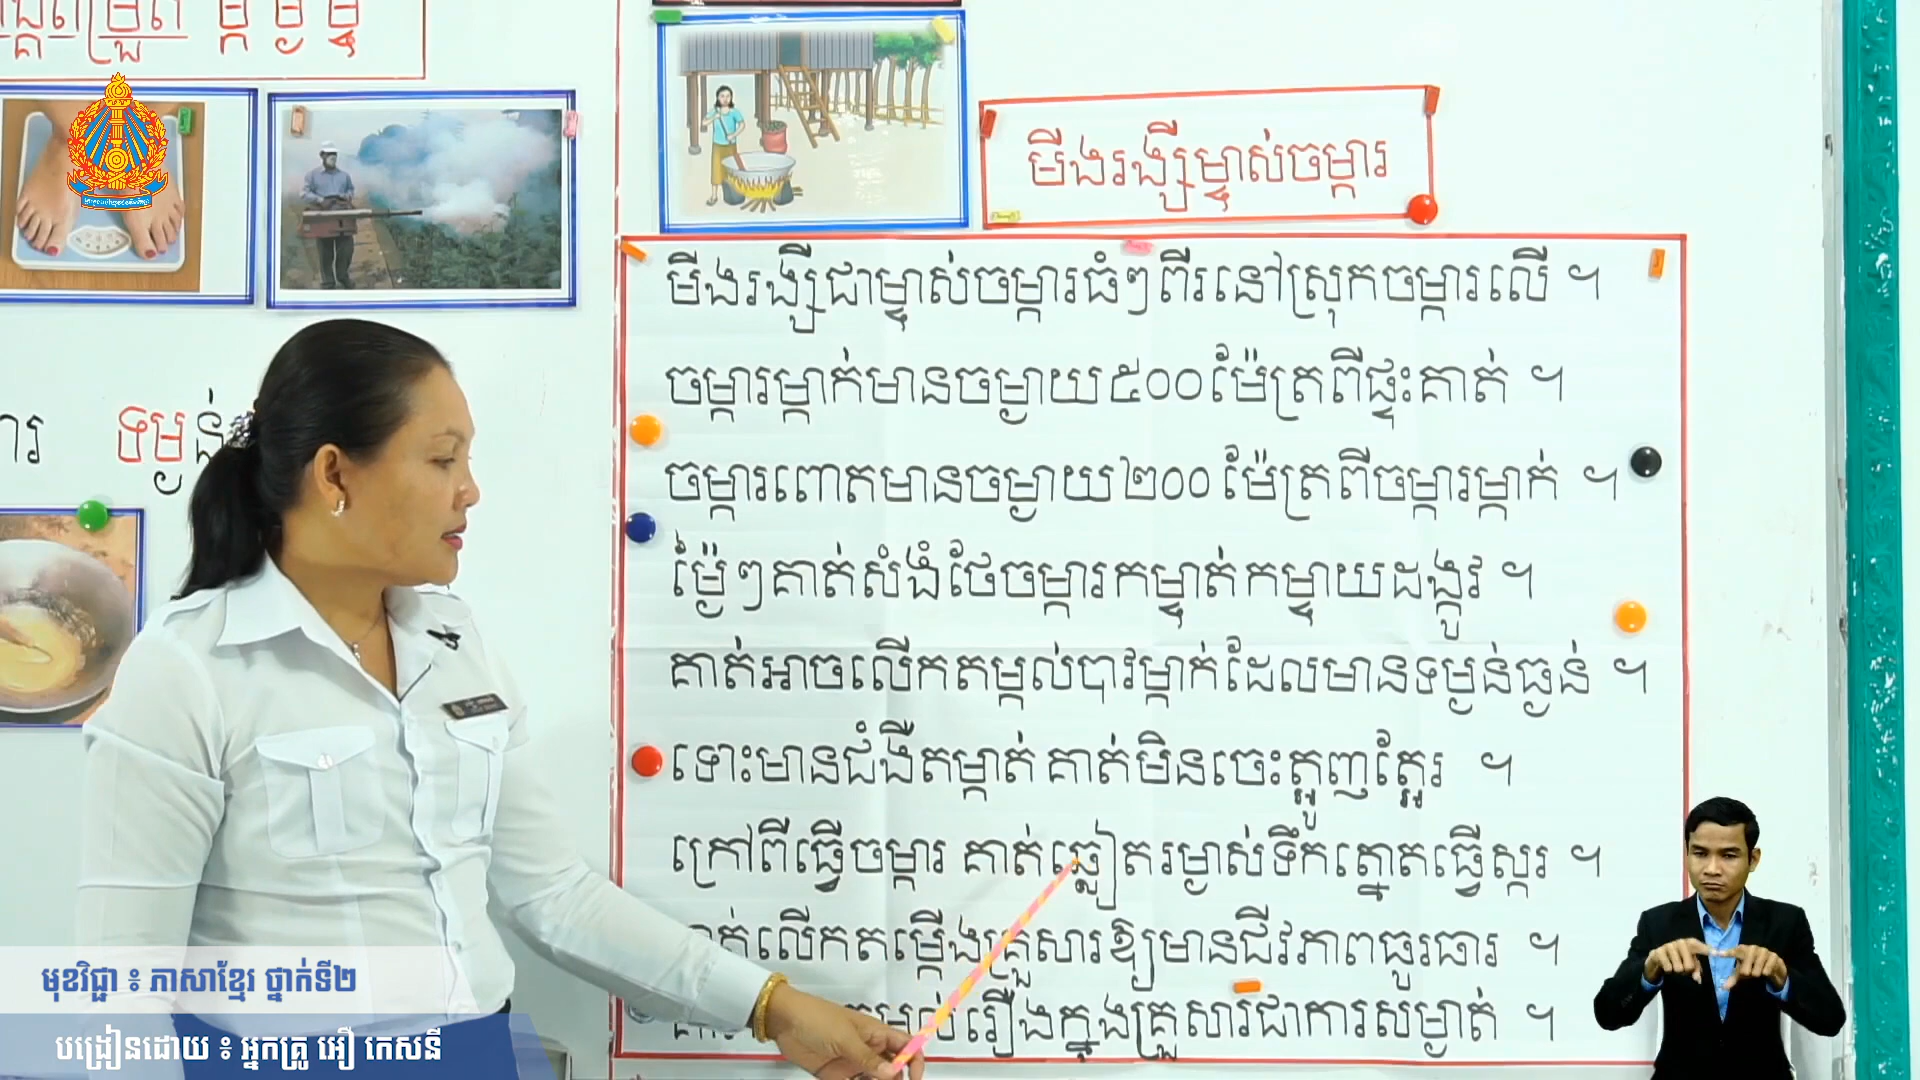 ម្ក ម្ង ម្ទ
មីងរង្ស៊ីម្ចាស់ចម្ការ
មីងរង្ស៊ីជាម្ចាស់ចម្ការធំៗពីរនៅស្រុកចម្ការលើ ។
ចម្ការម្នាក់មានចម្ងាយ៥០០ម៉ែត្រពីផ្ទះគាត់ ។
ចម្ការពោតមានចម្ងាយ២០០ ម៉ែត្រពីចម្ការម្នាក់ ។
ម៉្ងៃៗគាត់សំងំថែចម្ការកម្ចាត់កម្ទាយដង្កូវ ។
គាត់អាចលើកតម្កល់បាវម្នាក់ដែលមានទម្ងន់ធ្ងន់ ។
ទោះមានជំងឺតម្កាត់ គាត់មិនចេះត្អូញត្អែរ ។
ក្រៅពីធ្វើចម្ការ គាត់ឆ្លៀតរម្ងាស់ទឹកត្នោតធ្វើស្ករ ។
លើកតម្កើងគ្រួសារឱ្យមានជីវភាពធូរធារ ។
រឿងក្នុងគ្រួសារជាការសម្ងាត់ ។
ារ ទម្ងន់
មុខវិជ្ជា ៖ ភាសាខ្មែរ ថ្នាក់ទី២
បង្រៀនដោយ ៖ អ្នកគ្រូ អឿ កេសនី